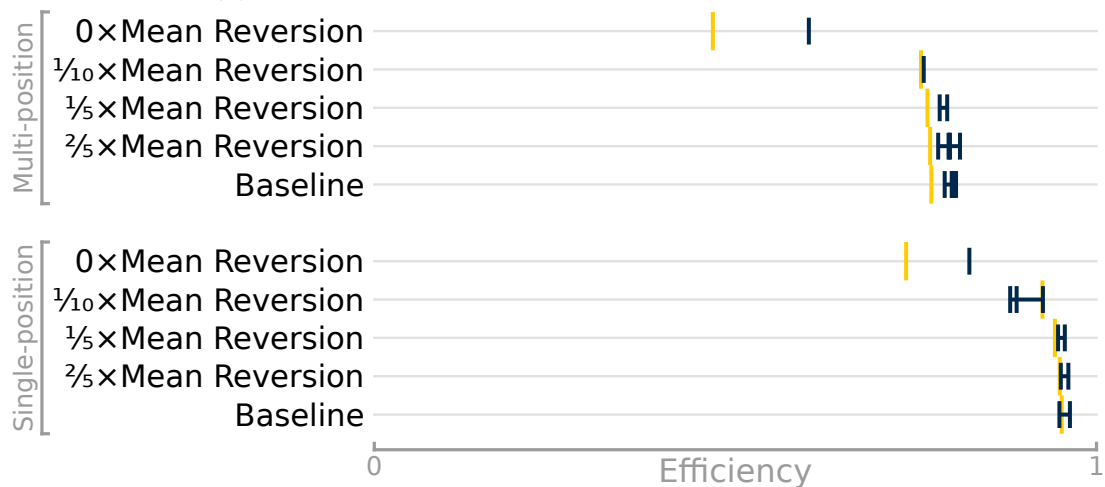 Multi-position
0×Mean Reversion
⅒×Mean Reversion
⅕×Mean Reversion
⅖×Mean Reversion
Baseline
Single-position
0×Mean Reversion
⅒×Mean Reversion
⅕×Mean Reversion
⅖×Mean Reversion
Baseline
0
Efficiency
1